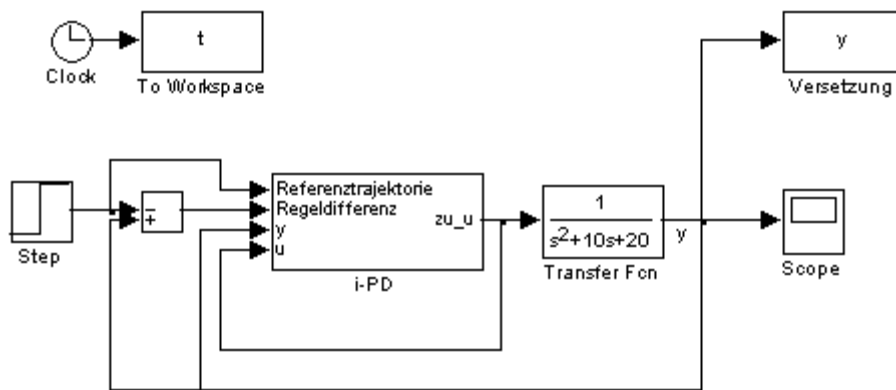 t
y
Clock
To Workspace
Versetzung
Referenztrajektorie
Regeldifferenz
y
u
zu_u
−
+
1
s²+10s+20
y
Step
i-PD
Transfer Fcn
Scope